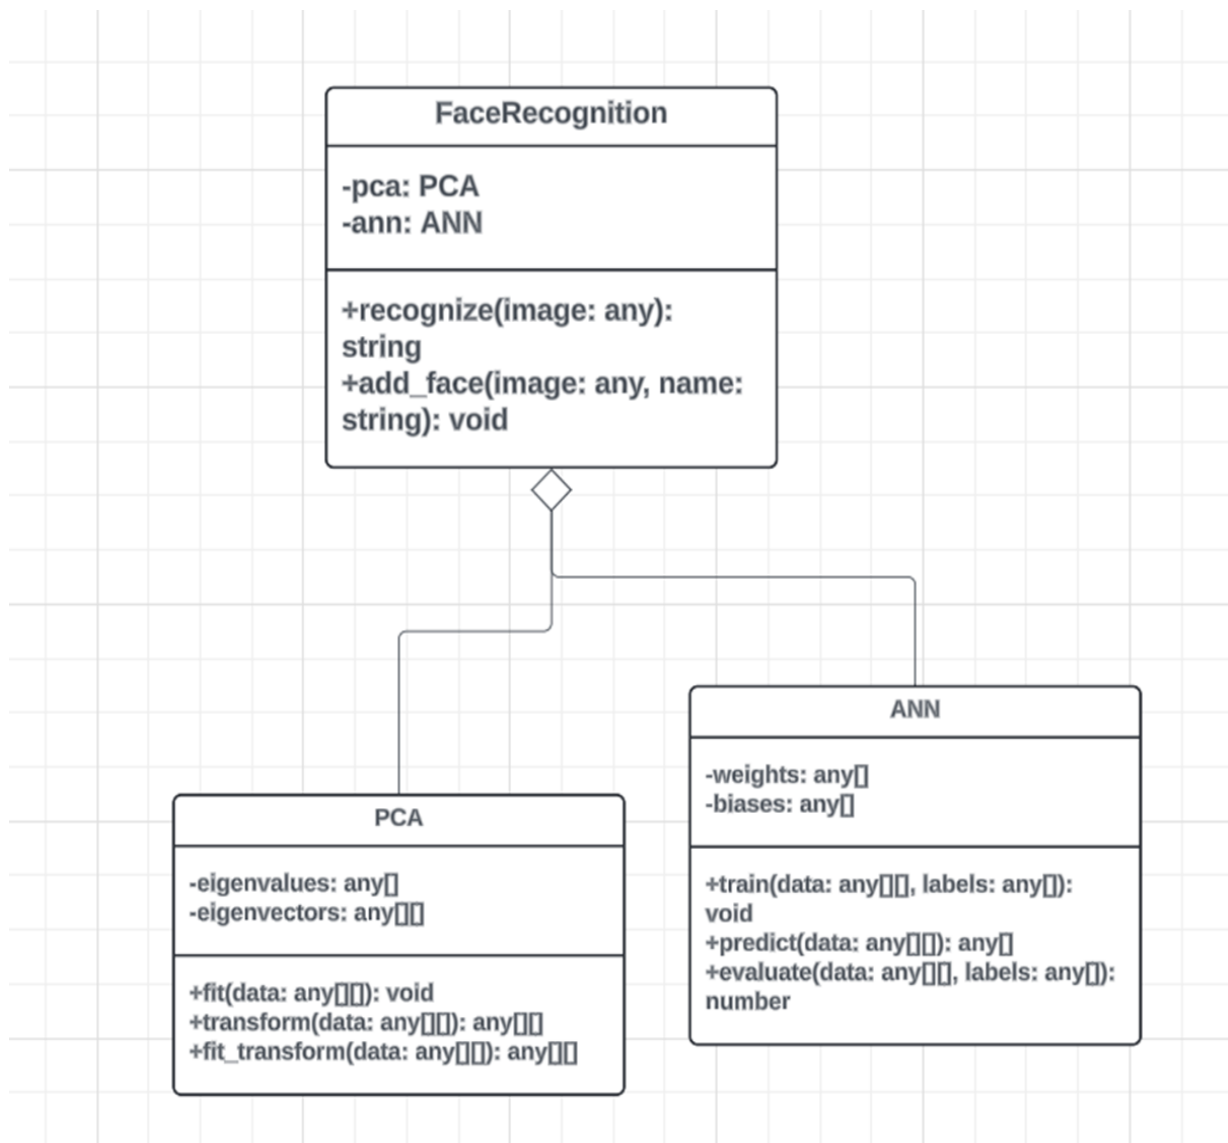 FaceRecognition
-pca: PCA
-ann: ANN
+recognize(image: any):
string
+add_face(image: any, name:
string): void
PCA
-eigenvalues: any[]
-eigenvectors: any[][]
+fit(data: any[][]): void
+transform(data: any[][]): any[][]
+fit_transform(data: any[][]): any[][]
ANN
-weights: any[]
-biases: any[]
+train(data: any[][], labels: any[]):
void
+predict(data: any[][]): any[]
+evaluate(data: any[][], labels: any[]):
number